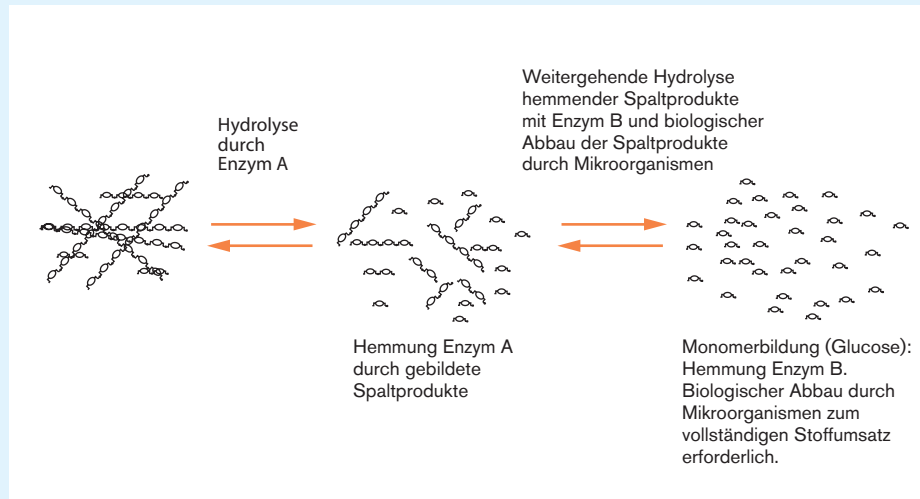 Hydrolyse
durch
Enzym A
Weitergehende Hydrolyse
hemmender Spaltprodukte
mit Enzym B und biologischer
Abbau der Spaltprodukte
durch Mikroorganismen
Hemmung Enzym A
durch gebildete
Spaltprodukte
Monomerbildung (Glucose):
Hemmung Enzym B.
Biologischer Abbau durch
Mikroorganismen zum
vollständigen Stoffumsatz
erforderlich.